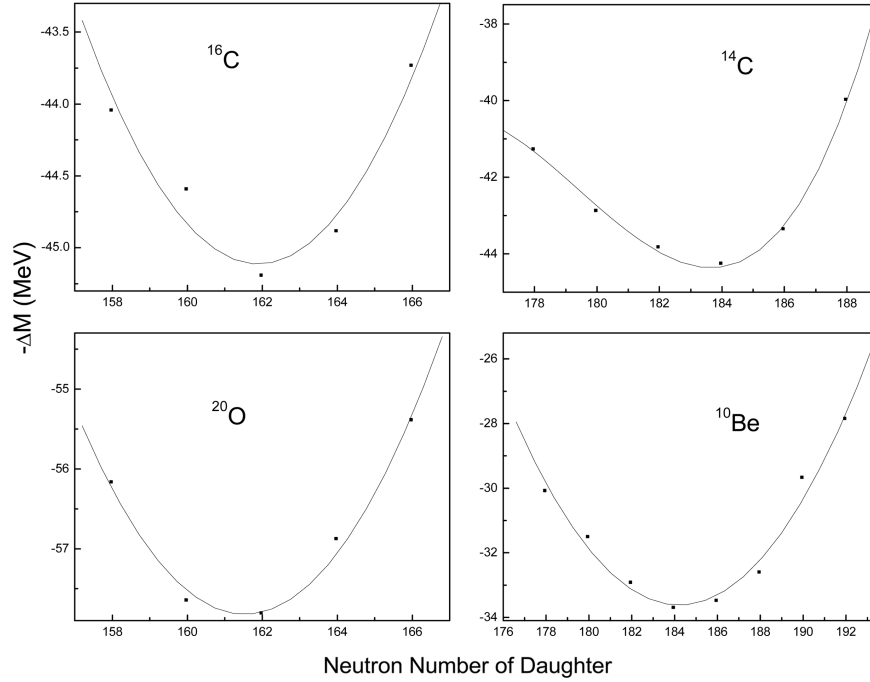 -ΔM (MeV)
¹⁶C
-43.5
-44.0
-44.5
-45.0
158 160 162 164 166
¹⁴C
-38
-40
-42
-44
178 180 182 184 186 188
²⁰O
-55
-56
-57
158 160 162 164 166
¹⁰Be
-26
-28
-30
-32
-34
176 178 180 182 184 186 188 190 192
Neutron Number of Daughter